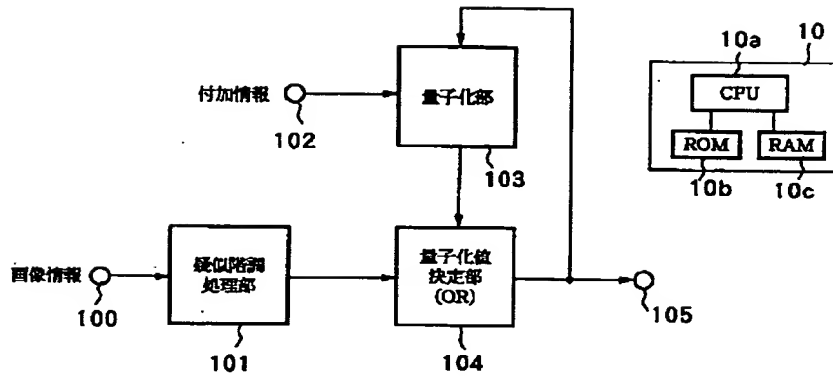 10
10a
CPU
ROM
RAM
10b
10c
付加情報
102
量子化部
103
画像情報
100
疑似階調
処理部
101
量子化値
決定部
(OR)
104
105